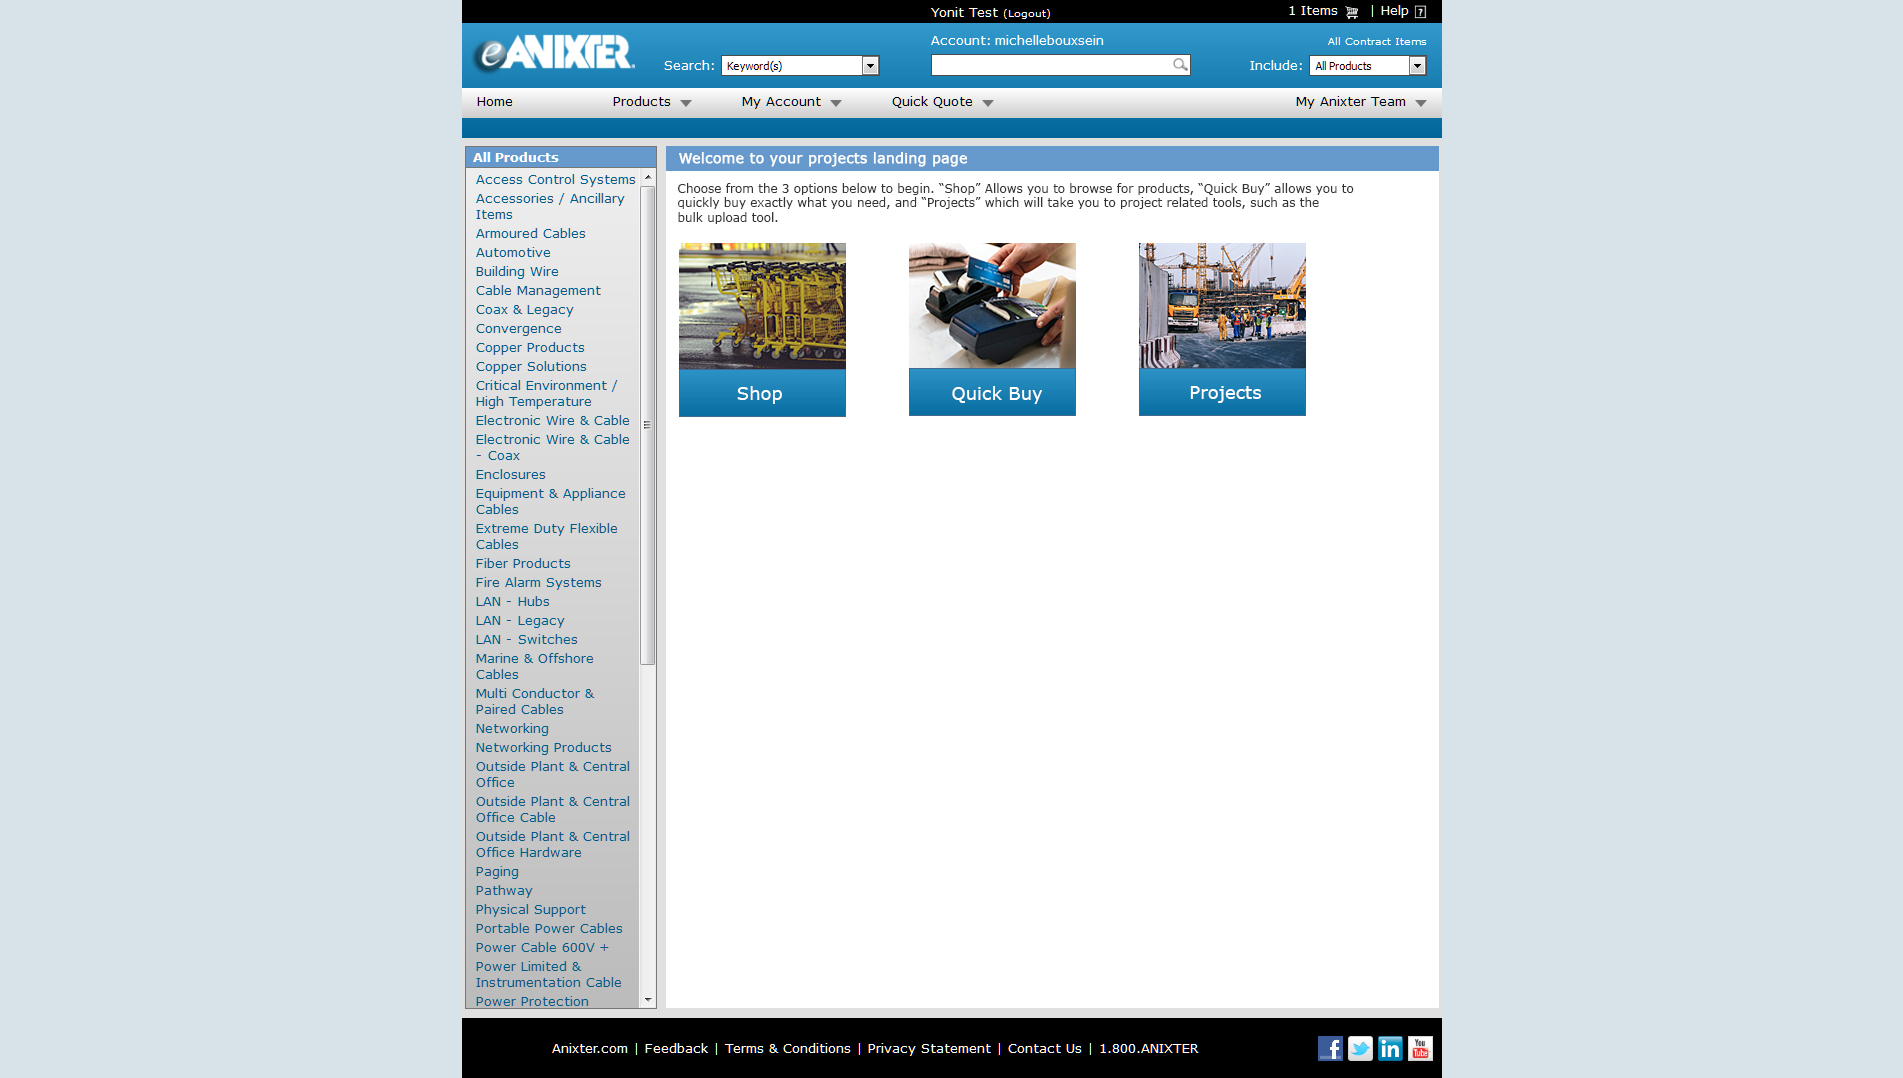 Yonit Test (Logout)
1 Items | Help ?
eANIXTER®
Account: michellebouxsein
All Contract Items
Search: Keyword(s)
Include: All Products
Home
Products
My Account
Quick Quote
My Anixter Team
All Products
Access Control Systems
Accessories / Ancillary
Items
Armoured Cables
Automotive
Building Wire
Cable Management
Coax & Legacy
Convergence
Copper Products
Copper Solutions
Critical Environment /
High Temperature
Electronic Wire & Cable
Electronic Wire & Cable
- Coax
Enclosures
Equipment & Appliance
Cables
Extreme Duty Flexible
Cables
Fiber Products
Fire Alarm Systems
LAN - Hubs
LAN - Legacy
LAN - Switches
Marine & Offshore
Cables
Multi Conductor &
Paired Cables
Networking
Networking Products
Outside Plant & Central
Office
Outside Plant & Central
Office Cable
Outside Plant & Central
Office Hardware
Paging
Pathway
Physical Support
Portable Power Cables
Power Cable 600V +
Power Limited &
Instrumentation Cable
Power Protection
Welcome to your projects landing page
Choose from the 3 options below to begin. “Shop” Allows you to browse for products, “Quick Buy” allows you to
quickly buy exactly what you need, and “Projects” which will take you to project related tools, such as the
bulk upload tool.
Shop
Quick Buy
Projects
Anixter.com | Feedback | Terms & Conditions | Privacy Statement | Contact Us | 1.800.ANIXTER
f
in
You
Tube